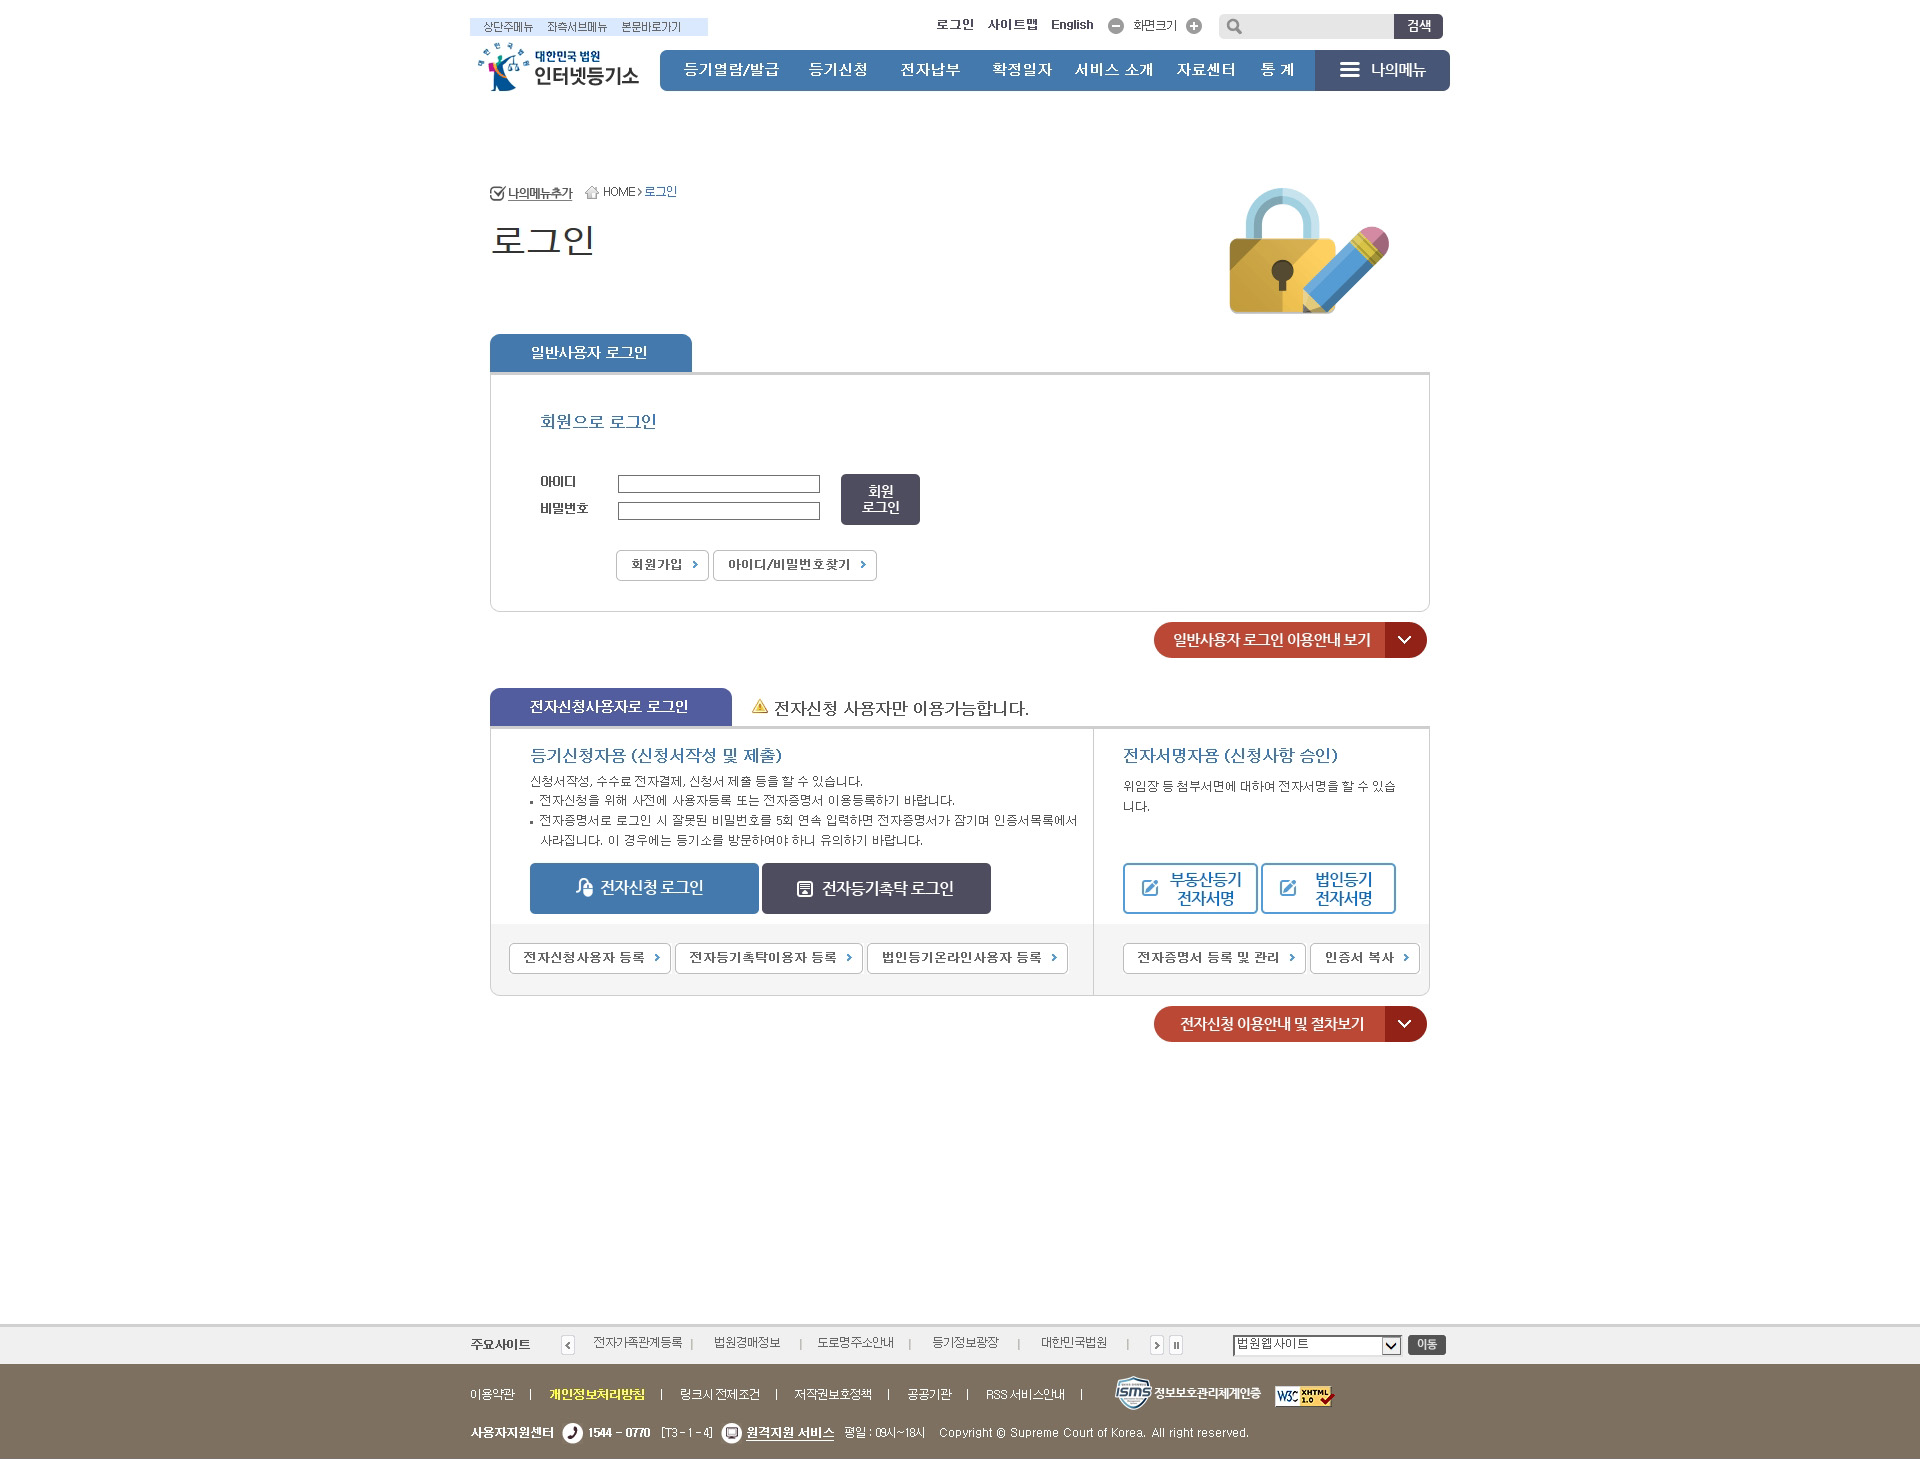 상단주메뉴 좌측서브메뉴 본문바로가기
로그인 사이트맵 English 화면크기 검색
대한민국법원
대한민국 법원
인터넷등기소
등기열람/발급 등기신청 전자납부 확정일자 서비스 소개 자료센터 통 계 나의메뉴
나의메뉴추가 HOME > 로그인
로그인
일반사용자 로그인
회원으로 로그인
아이디
비밀번호
회원
로그인
회원가입 아이디/비밀번호찾기
일반사용자 로그인 이용안내 보기
전자신청사용자로 로그인 전자신청 사용자만 이용가능합니다.
등기신청자용 (신청서작성 및 제출)
신청서작성, 수수료 전자결제, 신청서 제출 등을 할 수 있습니다.
전자신청을 위해 사전에 사용자등록 또는 전자증명서 이용등록하기 바랍니다.
전자증명서로 로그인 시 잘못된 비밀번호를 5회 연속 입력하면 전자증명서가 잠기며 인증서목록에서
사라집니다. 이 경우에는 등기소를 방문하여야 하니 유의하기 바랍니다.
전자신청 로그인 전자등기촉탁 로그인
전자신청사용자 등록 전자등기촉탁이용자 등록 법인등기온라인사용자 등록
전자서명자용 (신청사항 승인)
위임장 등 첨부서면에 대하여 전자서명을 할 수 있습
니다.
부동산등기
전자서명
법인등기
전자서명
전자증명서 등록 및 관리 인증서 복사
전자신청 이용안내 및 절차보기
주요사이트 전자가족관계등록 | 법원경매정보 | 도로명주소안내 | 등기정보광장 | 대한민국법원 | 법원웹사이트 이동
이용약관 | 개인정보처리방침 | 링크시 전제조건 | 저작권보호정책 | 공공기관 | RSS 서비스안내 | ISMS 정보보호관리체계인증 W3C XHTML 1.0
사용자지원센터 1544 - 0770 [T3-1-4] 원격지원 서비스 평일 : 09시~18시 Copyright © Supreme Court of Korea. All right reserved.